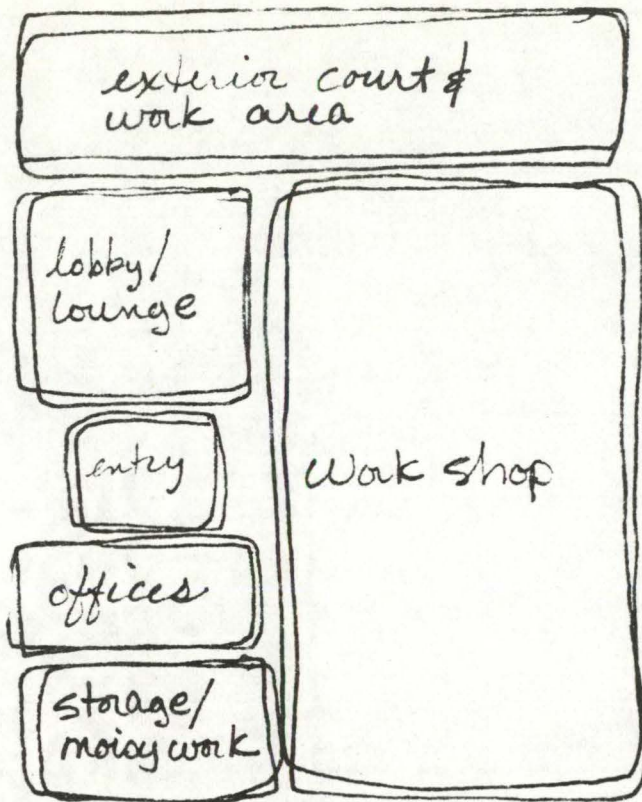 exterior court &
work area
lobby/
lounge
entry
work shop
offices
storage/
noisy work